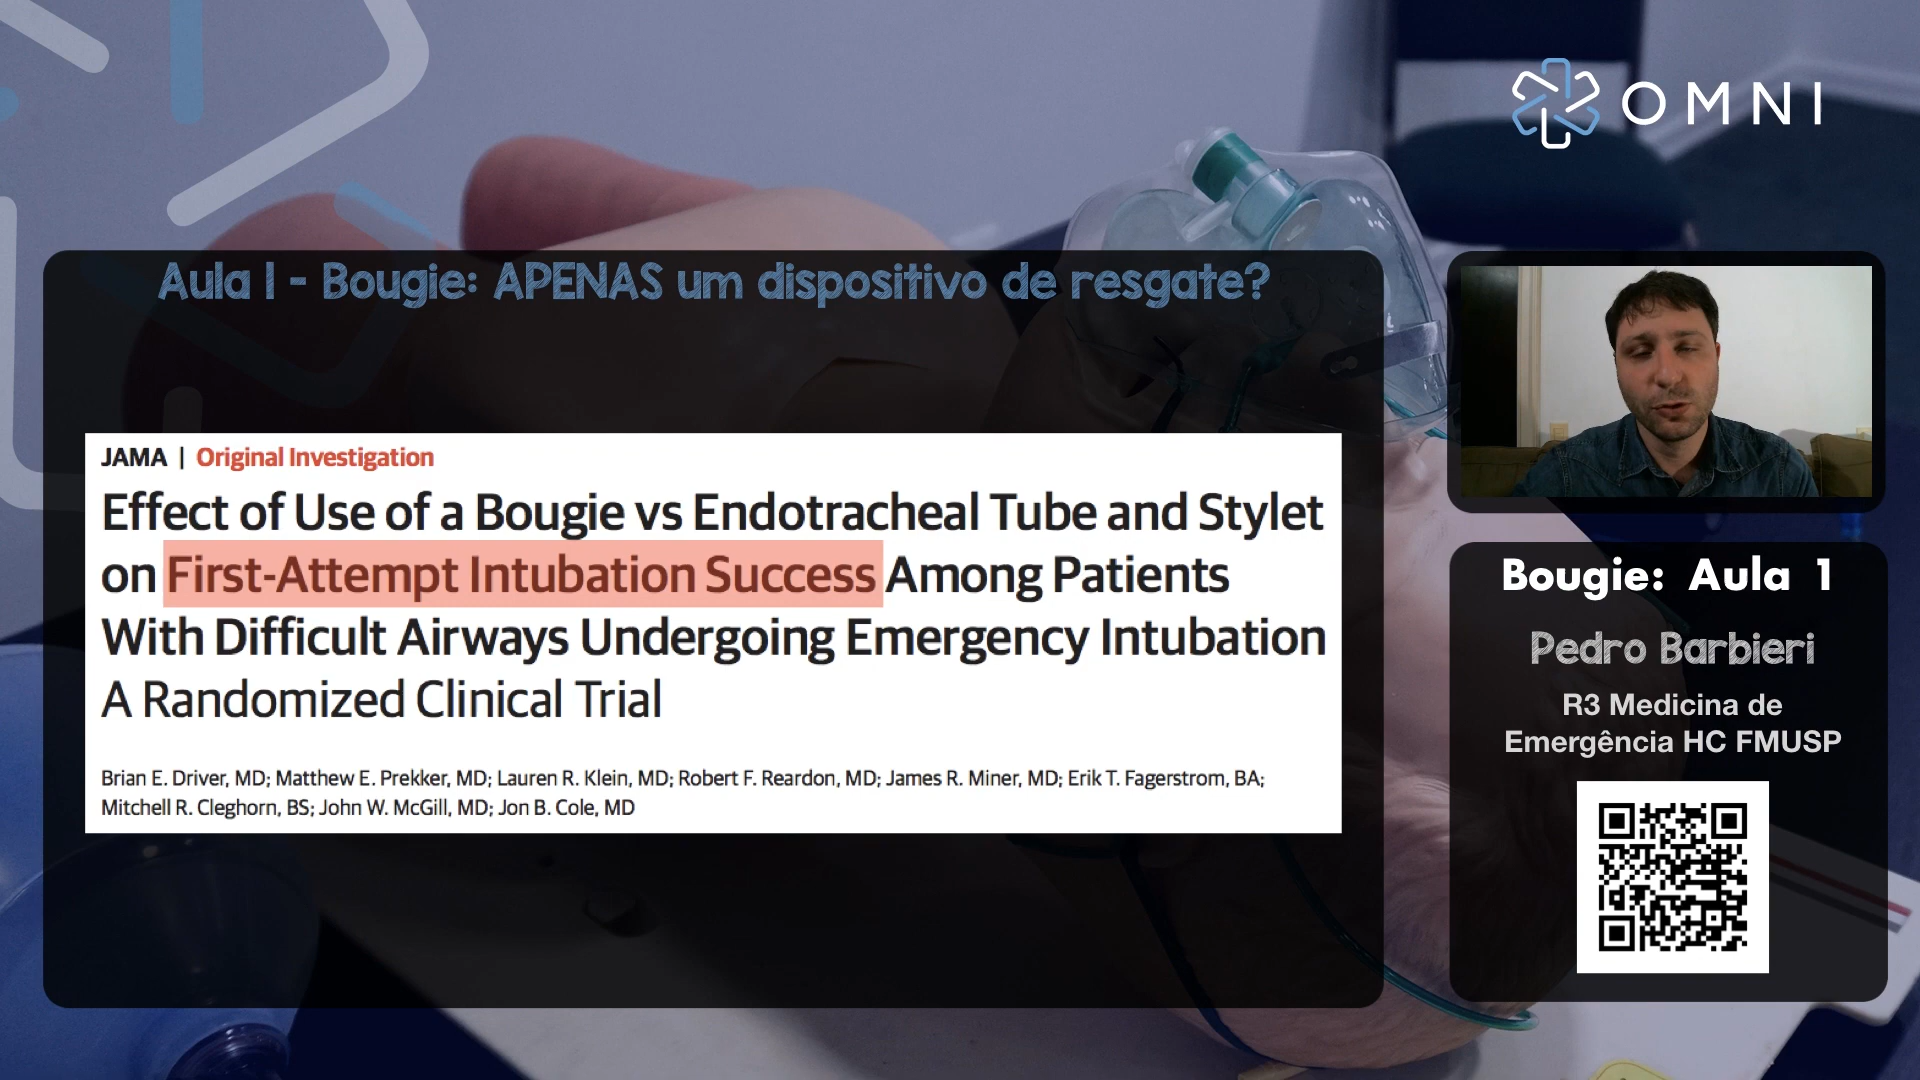 OMNI
Aula 1 - Bougie: APENAS um dispositivo de resgate?
JAMA | Original Investigation
Effect of Use of a Bougie vs Endotracheal Tube and Stylet
on First-Attempt Intubation Success Among Patients
With Difficult Airways Undergoing Emergency Intubation
A Randomized Clinical Trial
Brian E. Driver, MD; Matthew E. Prekker, MD; Lauren R. Klein, MD; Robert F. Reardon, MD; James R. Miner, MD; Erik T. Fagerstrom, BA;
Mitchell R. Cleghorn, BS; John W. McGill, MD; Jon B. Cole, MD
Bougie: Aula 1
Pedro Barbieri
R3 Medicina de
Emergência HC FMUSP